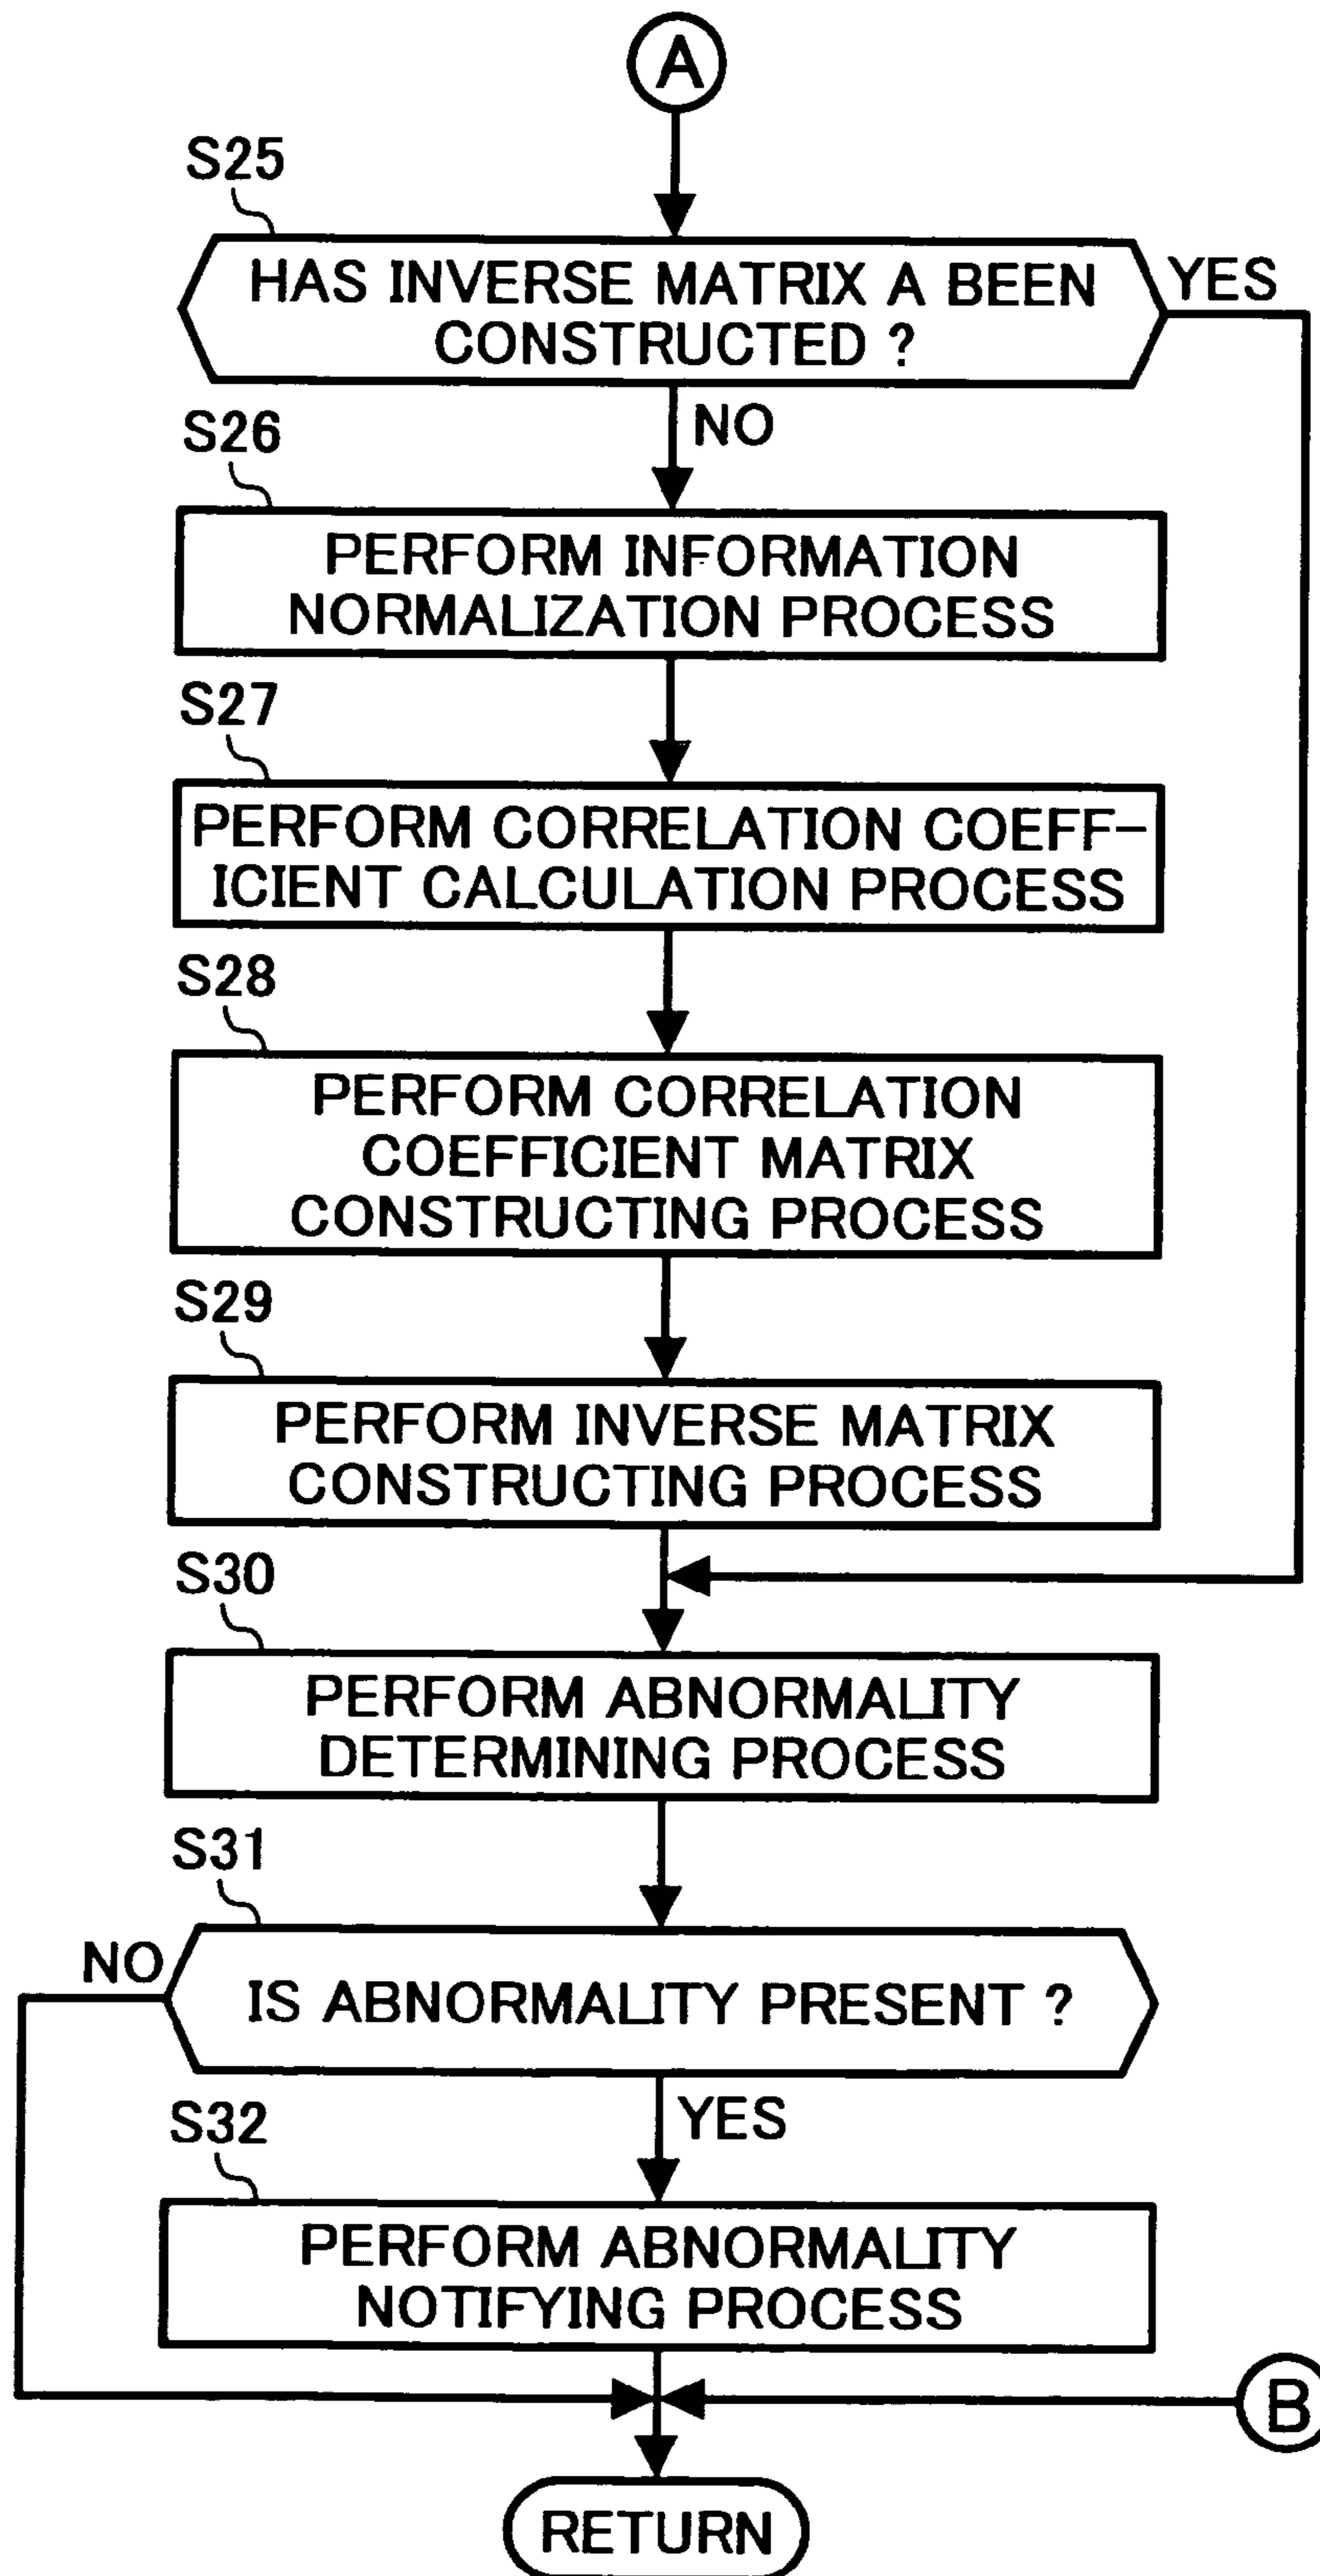 A
S25
HAS INVERSE MATRIX A BEEN
CONSTRUCTED ?
YES
NO
S26
PERFORM INFORMATION
NORMALIZATION PROCESS
S27
PERFORM CORRELATION COEFF-
ICIENT CALCULATION PROCESS
S28
PERFORM CORRELATION
COEFFICIENT MATRIX
CONSTRUCTING PROCESS
S29
PERFORM INVERSE MATRIX
CONSTRUCTING PROCESS
S30
PERFORM ABNORMALITY
DETERMINING PROCESS
S31
NO
IS ABNORMALITY PRESENT ?
YES
S32
PERFORM ABNORMALITY
NOTIFYING PROCESS
B
RETURN